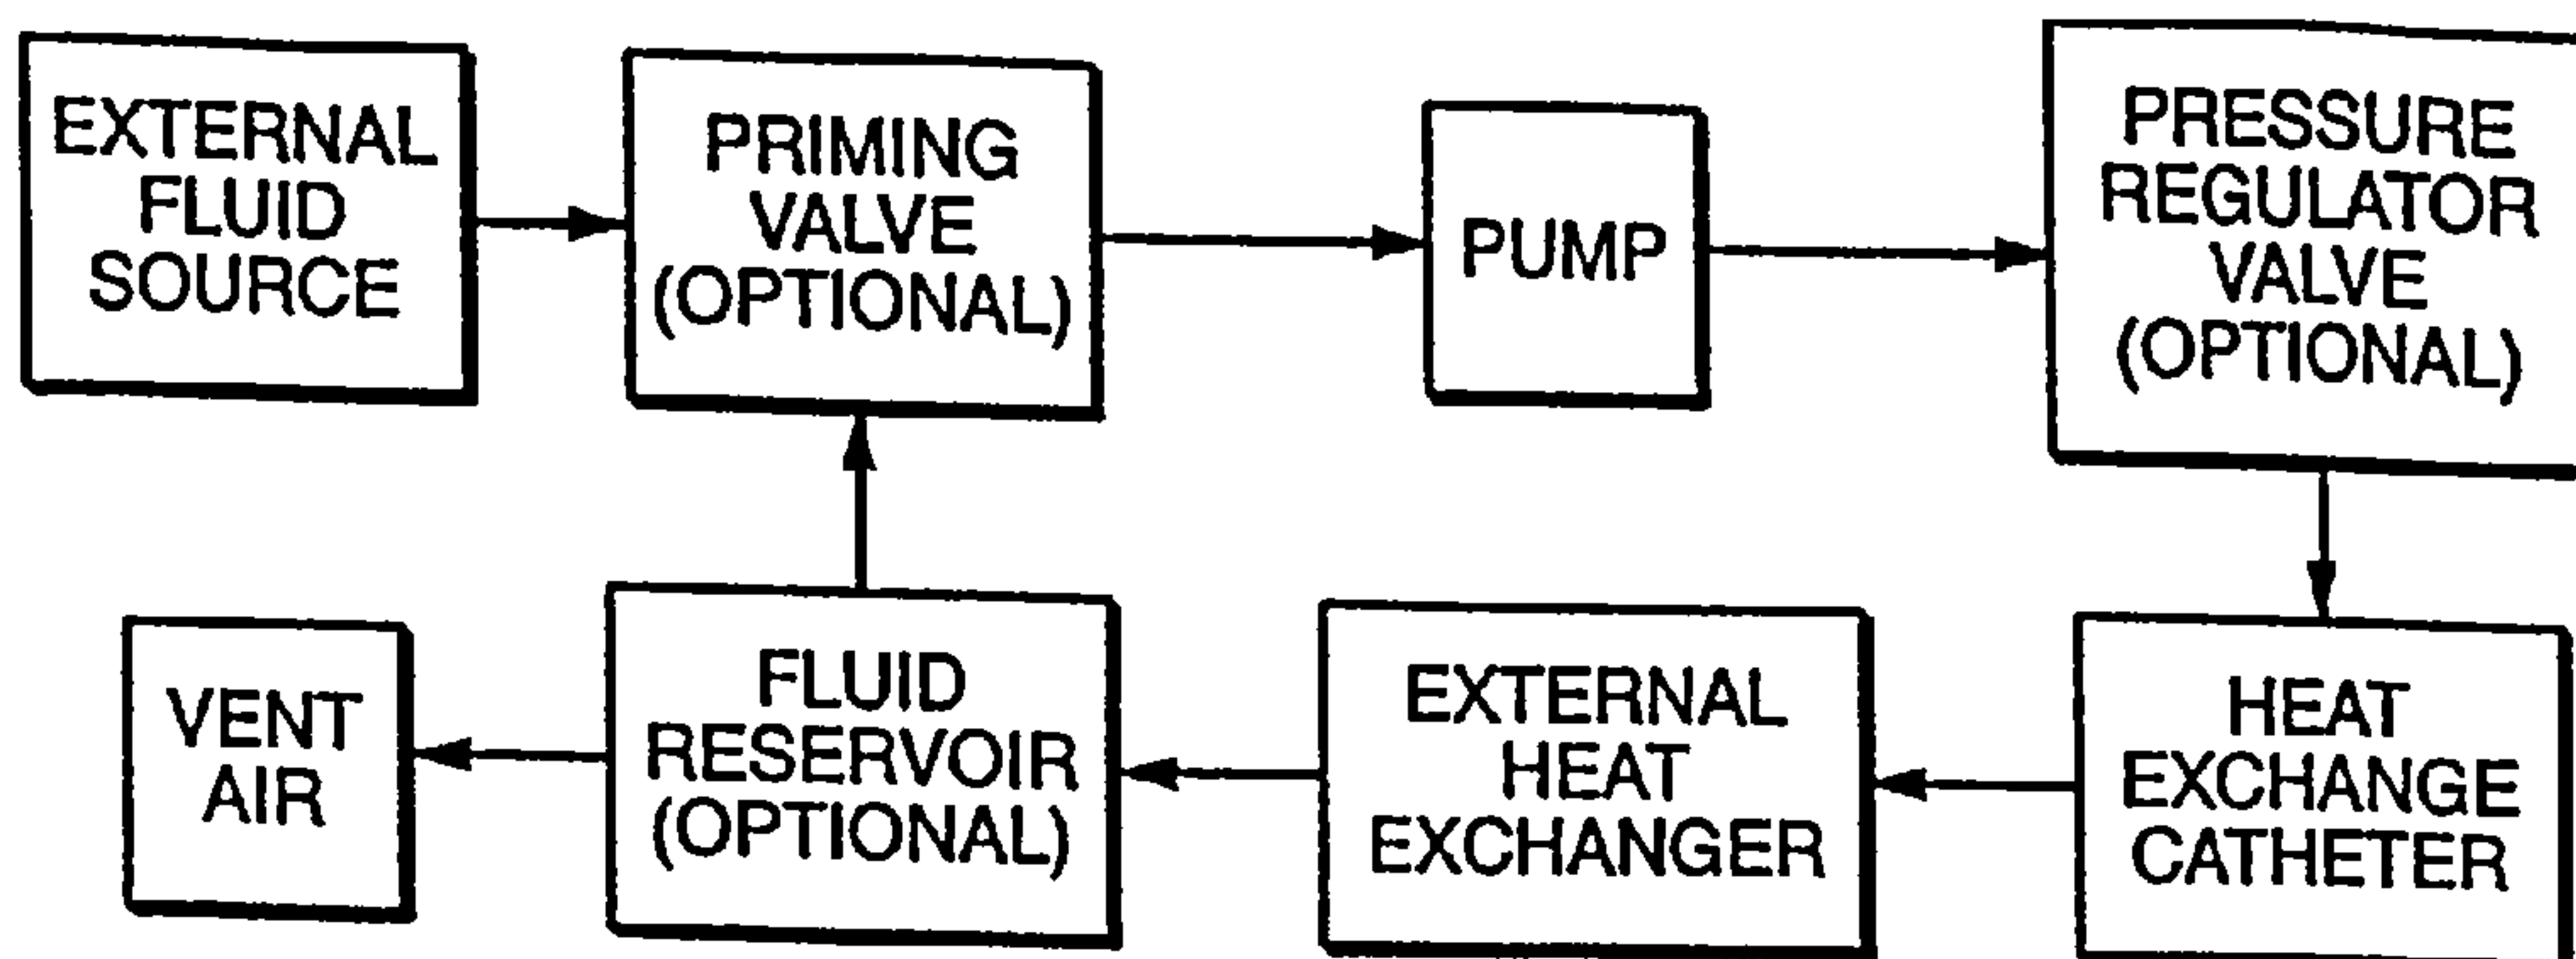 EXTERNAL
FLUID
SOURCE
PRIMING
VALVE
(OPTIONAL)
PUMP
PRESSURE
REGULATOR
VALVE
(OPTIONAL)
VENT
AIR
FLUID
RESERVOIR
(OPTIONAL)
EXTERNAL
HEAT
EXCHANGER
HEAT
EXCHANGE
CATHETER